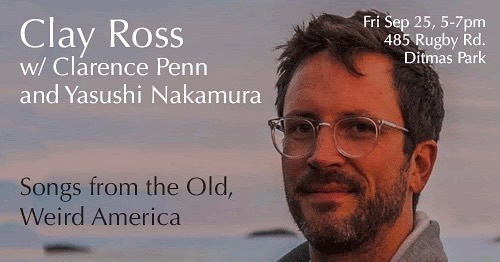 Clay Ross
w/ Clarence Penn
and Yasushi Nakamura
Fri Sep 25, 5-7pm
485 Rugby Rd.
Ditmas Park
Songs from the Old,
Weird America